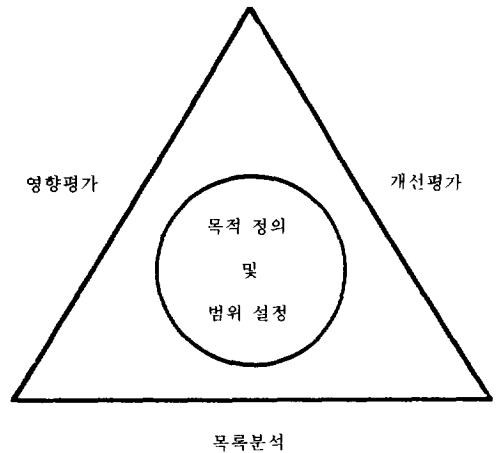 영향평가
개선평가
목적 정의
및
범위 설정
목록분석